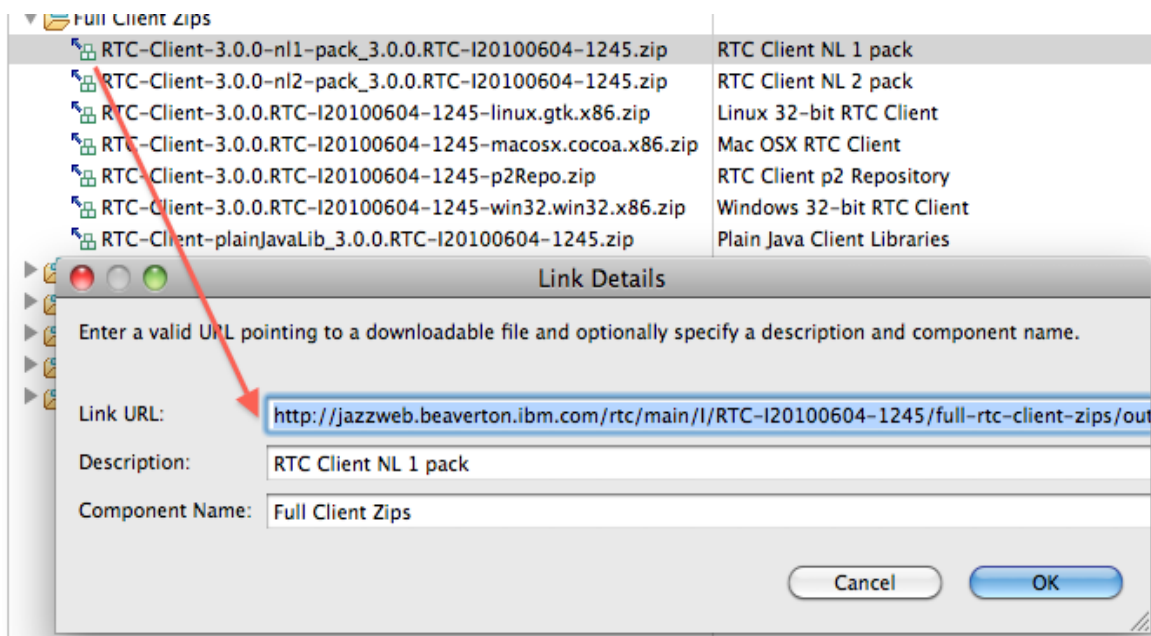 Full Client Zips
RTC-Client-3.0.0-nl1-pack_3.0.0.RTC-I20100604-1245.zip RTC Client NL 1 pack
RTC-Client-3.0.0-nl2-pack_3.0.0.RTC-I20100604-1245.zip RTC Client NL 2 pack
RTC-Client-3.0.0.RTC-I20100604-1245-linux.gtk.x86.zip Linux 32-bit RTC Client
RTC-Client-3.0.0.RTC-I20100604-1245-macosx.cocoa.x86.zip Mac OSX RTC Client
RTC-Client-3.0.0.RTC-I20100604-1245-p2Repo.zip RTC Client p2 Repository
RTC-Client-3.0.0.RTC-I20100604-1245-win32.win32.x86.zip Windows 32-bit RTC Client
RTC-Client-plainJavaLib_3.0.0.RTC-I20100604-1245.zip Plain Java Client Libraries
Link Details
Enter a valid URL pointing to a downloadable file and optionally specify a description and component name.
Link URL: http://jazzweb.beaverton.ibm.com/rtc/main/I/RTC-I20100604-1245/full-rtc-client-zips/out
Description: RTC Client NL 1 pack
Component Name: Full Client Zips
Cancel OK